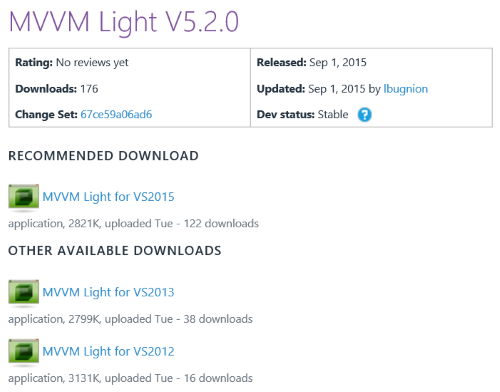 MVVM Light V5.2.0
Rating: No reviews yet
Released: Sep 1, 2015
Downloads: 176
Updated: Sep 1, 2015 by lbugnion
Change Set: 67ce59a06ad6
Dev status: Stable ?
RECOMMENDED DOWNLOAD
MVVM Light for VS2015
application, 2821K, uploaded Tue - 122 downloads
OTHER AVAILABLE DOWNLOADS
MVVM Light for VS2013
application, 2799K, uploaded Tue - 38 downloads
MVVM Light for VS2012
application, 3131K, uploaded Tue - 16 downloads